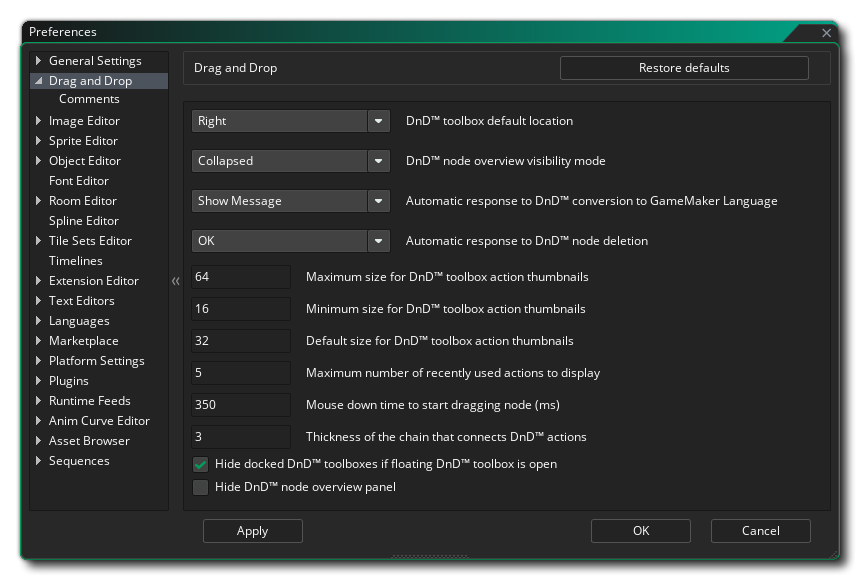 Preferences
General Settings
Drag and Drop
Comments
Image Editor
Sprite Editor
Object Editor
Font Editor
Room Editor
Spline Editor
Tile Sets Editor
Timelines
Extension Editor
Text Editors
Languages
Marketplace
Platform Settings
Plugins
Runtime Feeds
Anim Curve Editor
Asset Browser
Sequences
Drag and Drop
Restore defaults
Right DnD™ toolbox default location
Collapsed DnD™ node overview visibility mode
Show Message Automatic response to DnD™ conversion to GameMaker Language
OK Automatic response to DnD™ node deletion
64 Maximum size for DnD™ toolbox action thumbnails
16 Minimum size for DnD™ toolbox action thumbnails
32 Default size for DnD™ toolbox action thumbnails
5 Maximum number of recently used actions to display
350 Mouse down time to start dragging node (ms)
3 Thickness of the chain that connects DnD™ actions
Hide docked DnD™ toolboxes if floating DnD™ toolbox is open
Hide DnD™ node overview panel
Apply
OK
Cancel